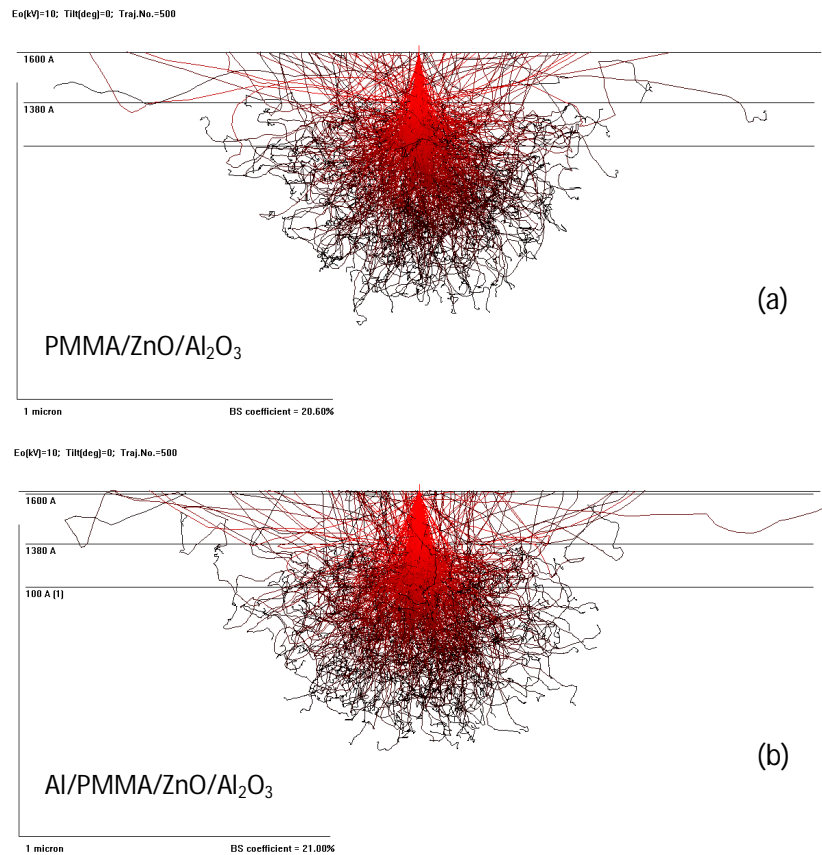 Eo(kV)=10; Tilt(deg)=0; Traj.No.=500
1600 A
1380 A
(a)
PMMA/ZnO/Al₂O₃
1 micron BS coefficient = 20.60%
Eo(kV)=10; Tilt(deg)=0; Traj.No.=500
1600 A
1380 A
100 A (1)
(b)
Al/PMMA/ZnO/Al₂O₃
1 micron BS coefficient = 21.00%